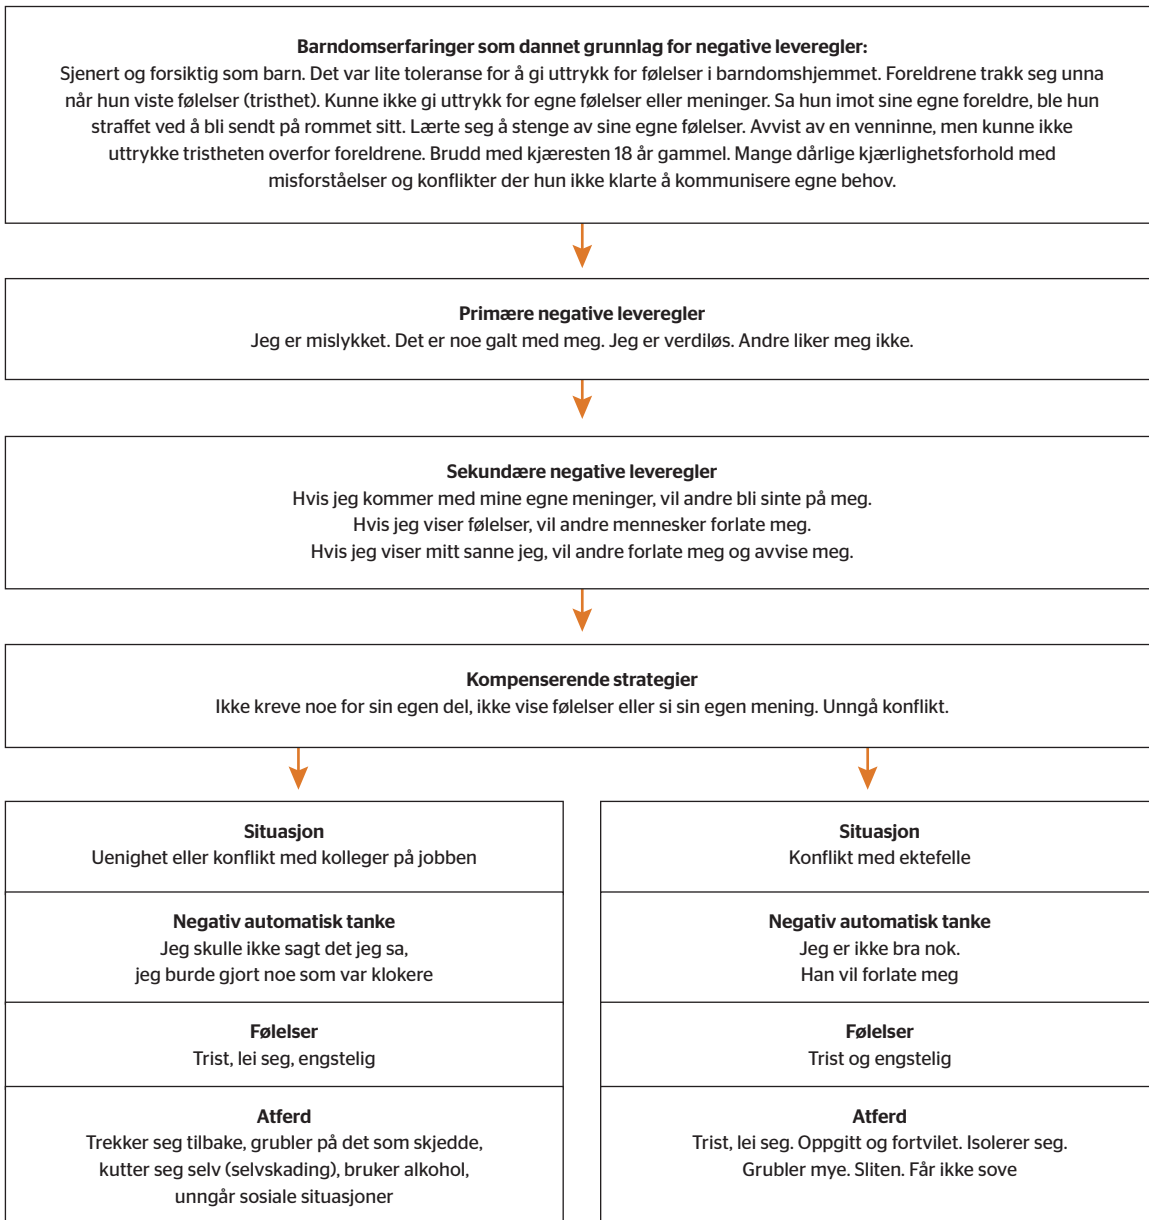 Barndomserfaringer som dannet grunnlag for negative leveregler:
Sjenert og forsiktig som barn. Det var lite toleranse for å gi uttrykk for følelser i barndomshjemmet. Foreldrene trakk seg unna
når hun viste følelser (tristhet). Kunne ikke gi uttrykk for egne følelser eller meninger. Sa hun imot sine egne foreldre, ble hun
straffet ved å bli sendt på rommet sitt. Lærte seg å stenge av sine egne følelser. Avvist av en venninne, men kunne ikke
uttrykke tristheten overfor foreldrene. Brudd med kjæresten 18 år gammel. Mange dårlige kjærlighetsforhold med
misforståelser og konflikter der hun ikke klarte å kommunisere egne behov.
Primære negative leveregler
Jeg er mislykket. Det er noe galt med meg. Jeg er verdiløs. Andre liker meg ikke.
Sekundære negative leveregler
Hvis jeg kommer med mine egne meninger, vil andre bli sinte på meg.
Hvis jeg viser følelser, vil andre mennesker forlate meg.
Hvis jeg viser mitt sanne jeg, vil andre forlate meg og avvise meg.
Kompenserende strategier
Ikke kreve noe for sin egen del, ikke vise følelser eller si sin egen mening. Unngå konflikt.
Situasjon
Uenighet eller konflikt med kolleger på jobben
Negativ automatisk tanke
Jeg skulle ikke sagt det jeg sa,
jeg burde gjort noe som var klokere
Følelser
Trist, lei seg, engstelig
Atferd
Trekker seg tilbake, grubler på det som skjedde,
kutter seg selv (selvskading), bruker alkohol,
unngår sosiale situasjoner
Situasjon
Konflikt med ektefelle
Negativ automatisk tanke
Jeg er ikke bra nok.
Han vil forlate meg
Følelser
Trist og engstelig
Atferd
Trist, lei seg. Oppgitt og fortvilet. Isolerer seg.
Grubler mye. Sliten. Får ikke sove